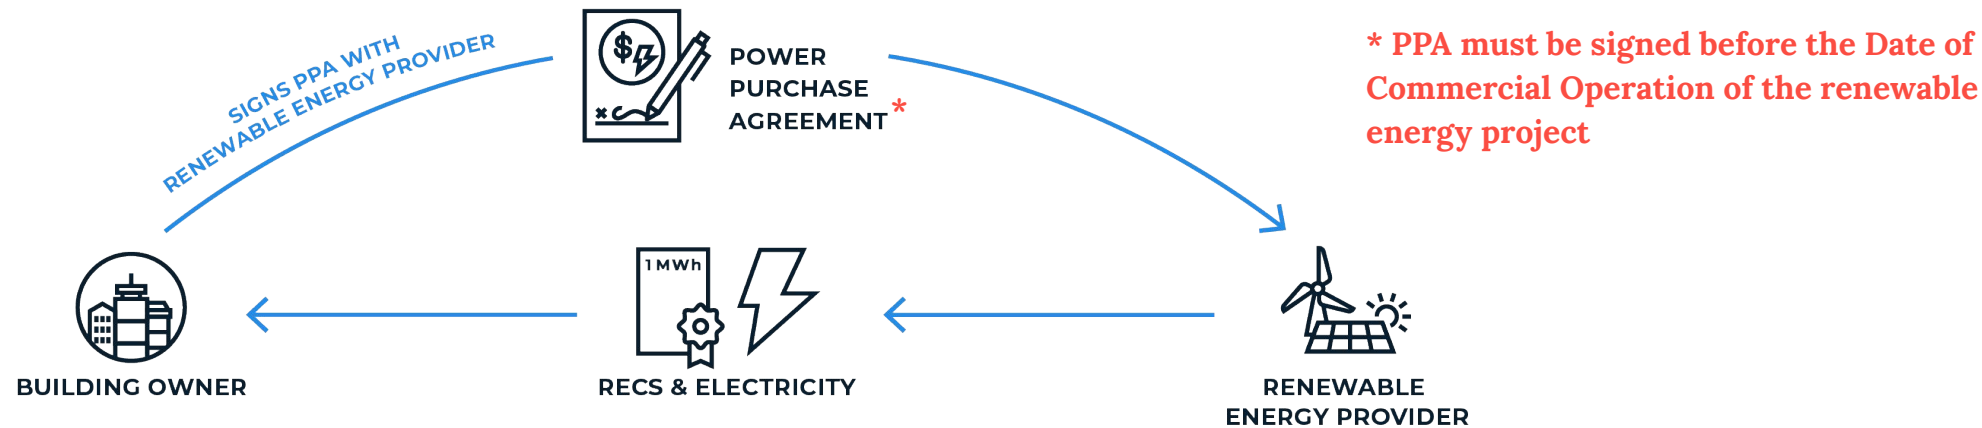 SIGNS PPA WITH
RENEWABLE ENERGY PROVIDER
$
POWER
PURCHASE
AGREEMENT *
* PPA must be signed before the Date of
Commercial Operation of the renewable
energy project
1 MWh
BUILDING OWNER
RECS & ELECTRICITY
RENEWABLE
ENERGY PROVIDER